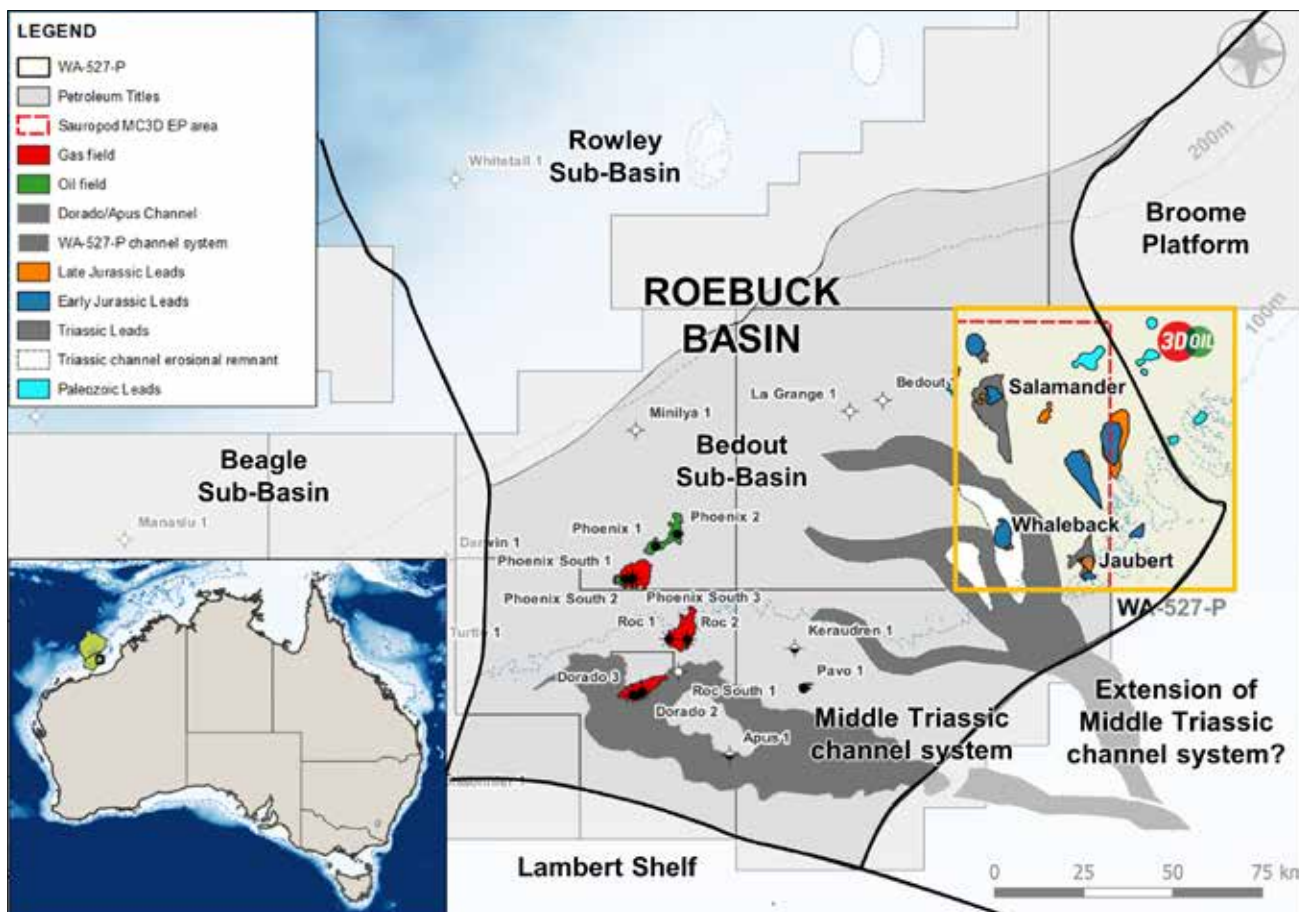 LEGEND
WA-527-P
Petroleum Titles
Sauropod MC3D EP area
Gas field
Oil field
Dorado/Apus Channel
WA-527-P channel system
Late Jurassic Leads
Early Jurassic Leads
Triassic Leads
Triassic channel erosional remnant
Paleozoic Leads
Rowley
Sub-Basin
Whitetail 1
200m
Broome
Platform
100m
ROEBUCK
BASIN
3D OIL
Salamander
Bedout
La Grange 1
Minilya 1
Bedout
Sub-Basin
Beagle
Sub-Basin
Manaslu 1
Phoenix 1
Phoenix 2
Darwin 1
Phoenix South 1
Phoenix South 2
Phoenix South 3
Whaleback
Jaubert
WA-527-P
Roc 1
Roc 2
Keraudren 1
Pavo 1
Dorado 3
Roc South 1
Dorado 2
Apus 1
Middle Triassic
channel system
Extension of
Middle Triassic
channel system?
Lambert Shelf
0 25 50 75 km